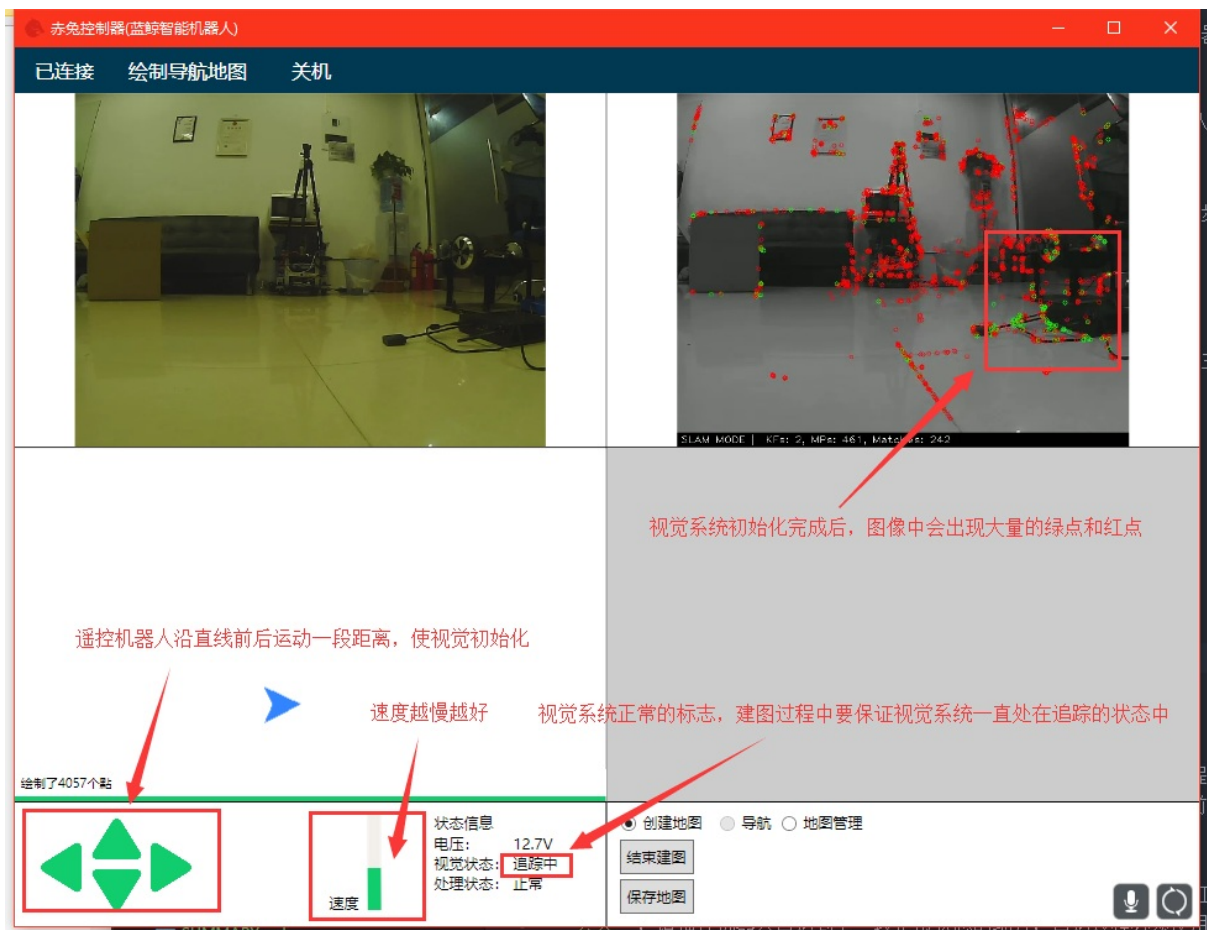 赤兔控制器(蓝鲸智能机器人)
已连接 绘制导航地图 关机
SLAM MODE | KFs: 2, MPs: 461, Matches: 242
视觉系统初始化完成后，图像中会出现大量的绿点和红点
遥控机器人沿直线前后运动一段距离，使视觉初始化
速度越慢越好
视觉系统正常的标志，建图过程中要保证视觉系统一直处在追踪的状态中
绘制了4057个點
速度
状态信息
电压： 12.7V
视觉状态： 追踪中
处理状态： 正常
创建地图 导航 地图管理
结束建图
保存地图